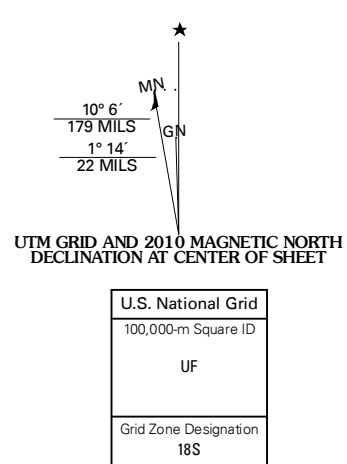 ★
MN
10° 6´
179 MILS
GN
1° 14´
22 MILS
UTM GRID AND 2010 MAGNETIC NORTH
DECLINATION AT CENTER OF SHEET
U.S. National Grid
100,000-m Square ID
UF
Grid Zone Designation
18S